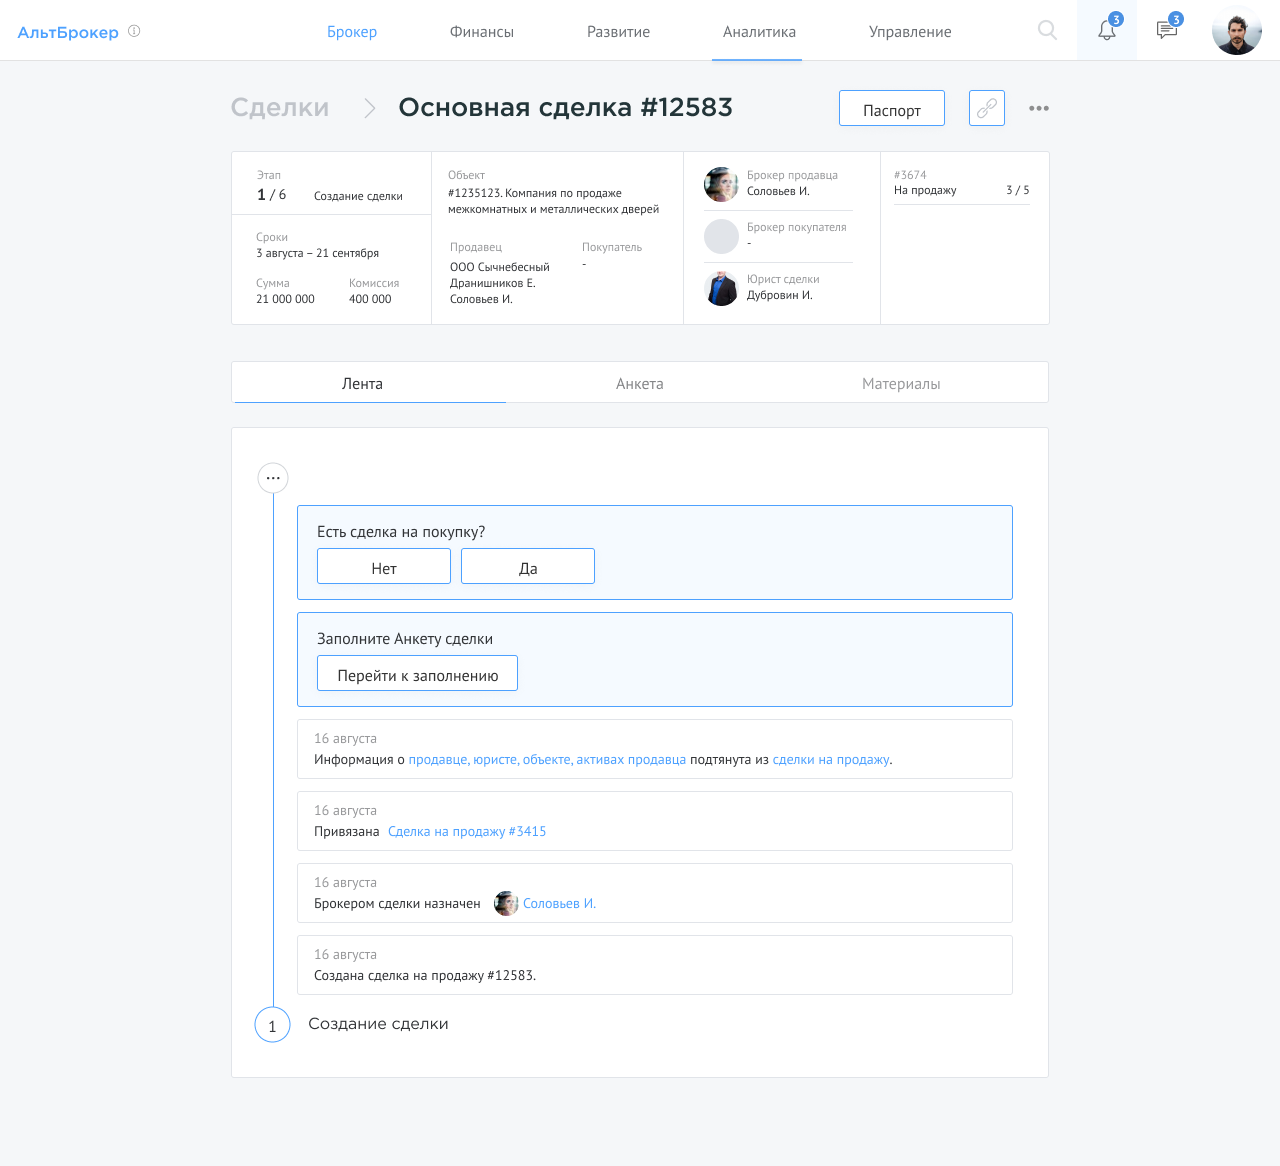 АльтБрокер
Брокер
Финансы
Развитие
Аналитика
Управление
3
3
Сделки
Основная сделка #12583
Паспорт
Этап
1 / 6
Создание сделки
Сроки
3 августа – 21 сентября
Сумма
Комиссия
21 000 000
400 000
Объект
#1235123. Компания по продаже
межкомнатных и металлических дверей
Продавец
Покупатель
ООО Сычнебесный
-
Дранишников Е.
Соловьев И.
Брокер продавца
Соловьев И.
Брокер покупателя
-
Юрист сделки
Дубровин И.
#3674
На продажу
3 / 5
Лента
Анкета
Материалы
Есть сделка на покупку?
Нет
Да
Заполните Анкету сделки
Перейти к заполнению
16 августа
Информация о продавце, юристе, объекте, активах продавца подтянута из сделки на продажу.
16 августа
Привязана Сделка на продажу #3415
16 августа
Брокером сделки назначен Соловьев И.
16 августа
Создана сделка на продажу #12583.
1
Создание сделки